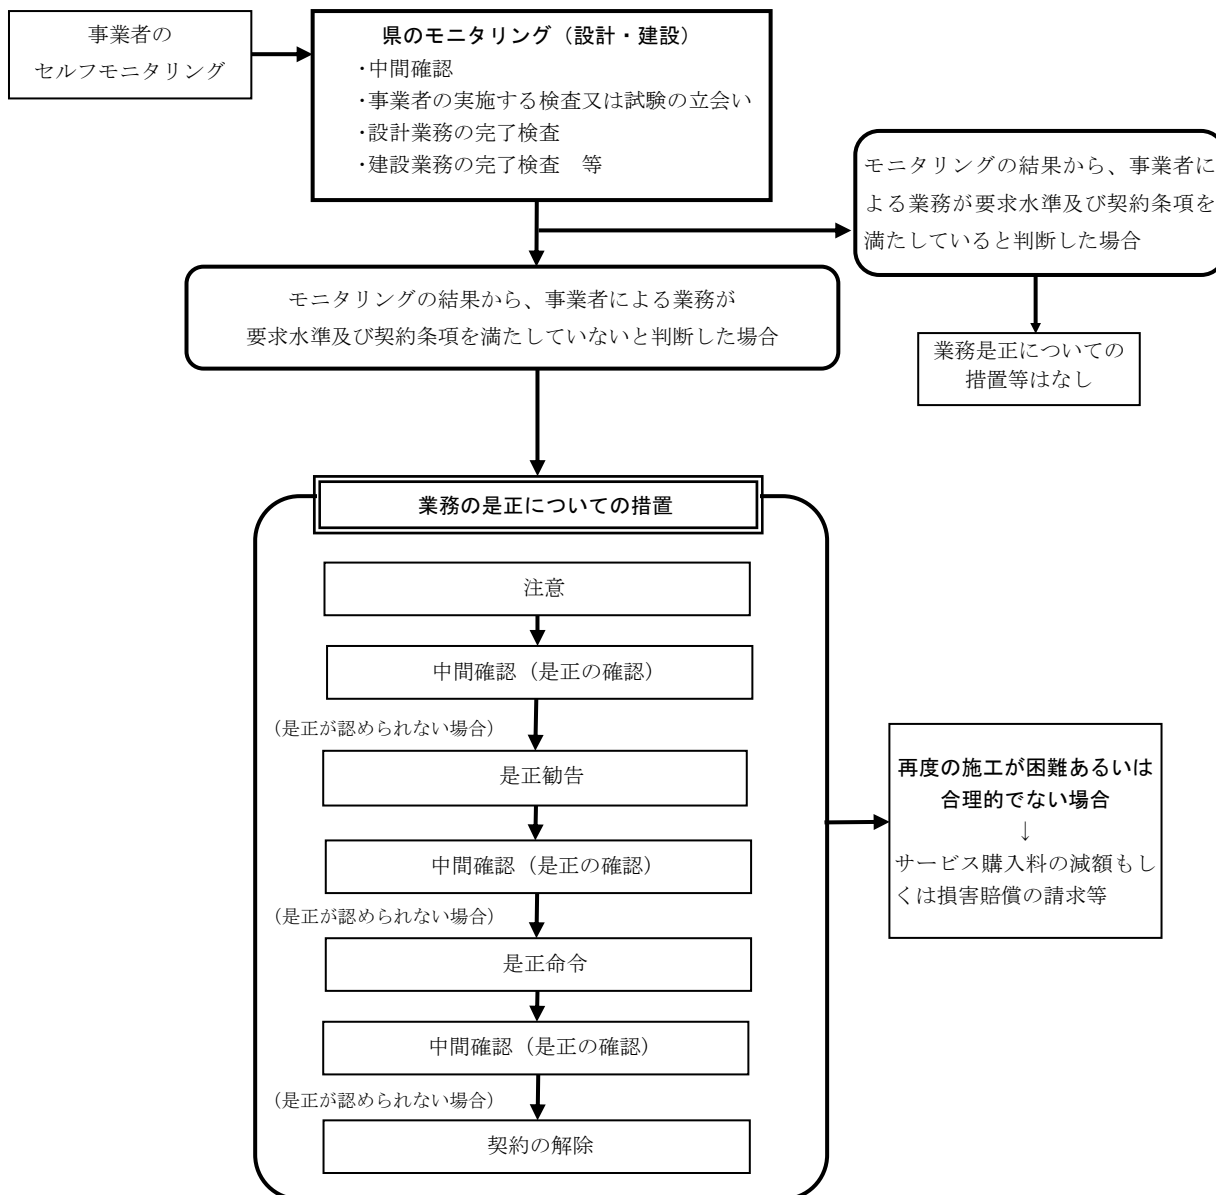 事業者の
セルフモニタリング
県のモニタリング（設計・建設）
・中間確認
・事業者の実施する検査又は試験の立会い
・設計業務の完了検査
・建設業務の完了検査　等
モニタリングの結果から、事業者に
よる業務が要求水準及び契約条項を
満たしていると判断した場合
モニタリングの結果から、事業者による業務が
要求水準及び契約条項を満たしていないと判断した場合
業務是正についての
措置等はなし
業務の是正についての措置
注意
中間確認（是正の確認）
（是正が認められない場合）
是正勧告
中間確認（是正の確認）
（是正が認められない場合）
是正命令
中間確認（是正の確認）
（是正が認められない場合）
契約の解除
再度の施工が困難あるいは
合理的でない場合
↓
サービス購入料の減額もし
くは損害賠償の請求等